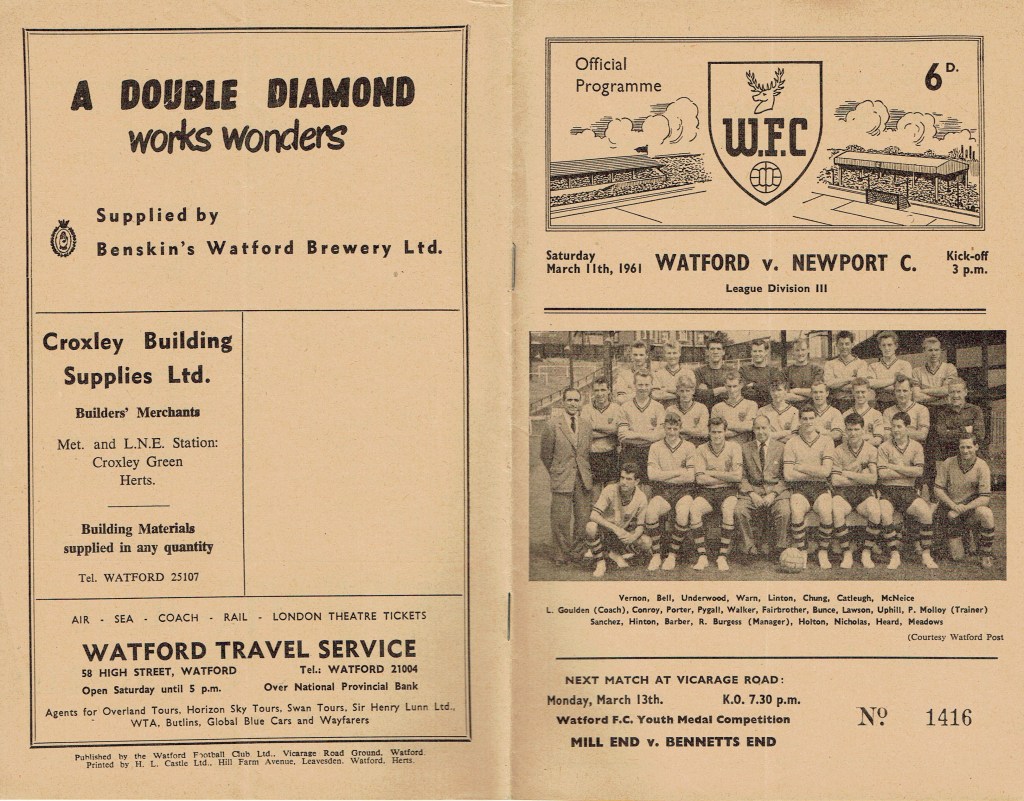 A DOUBLE DIAMOND
works wonders
Supplied by
Benskin's Watford Brewery Ltd.
Croxley Building
Supplies Ltd.
Builders' Merchants
Met. and L.N.E. Station:
Croxley Green
Herts.
Building Materials
supplied in any quantity
Tel. WATFORD 25107
AIR - SEA - COACH - RAIL - LONDON THEATRE TICKETS
WATFORD TRAVEL SERVICE
58 HIGH STREET, WATFORD Tel.: WATFORD 21004
Open Saturday until 5 p.m. Over National Provincial Bank
Agents for Overland Tours, Horizon Sky Tours, Swan Tours, Sir Henry Lunn Ltd.,
WTA, Butlins, Global Blue Cars and Wayfarers
Published by the Watford Football Club Ltd., Vicarage Road Ground, Watford.
Printed by H. L. Castle Ltd., Hill Farm Avenue, Leavesden, Watford, Herts.
Official
Programme
6D.
W.F.C
Saturday
March 11th, 1961
WATFORD v. NEWPORT C.
Kick-off
3 p.m.
League Division III
Vernon, Bell, Underwood, Warn, Linton, Chung, Catleugh, McNeice
L. Goulden (Coach), Conroy, Porter, Pygall, Walker, Fairbrother, Bunce, Lawson, Uphill, P. Molloy (Trainer)
Sanchez, Hinton, Barber, R. Burgess (Manager), Holton, Nicholas, Heard, Meadows
(Courtesy Watford Post
NEXT MATCH AT VICARAGE ROAD:
Monday, March 13th. K.O. 7.30 p.m.
Watford F.C. Youth Medal Competition
MILL END v. BENNETTS END
No 1416